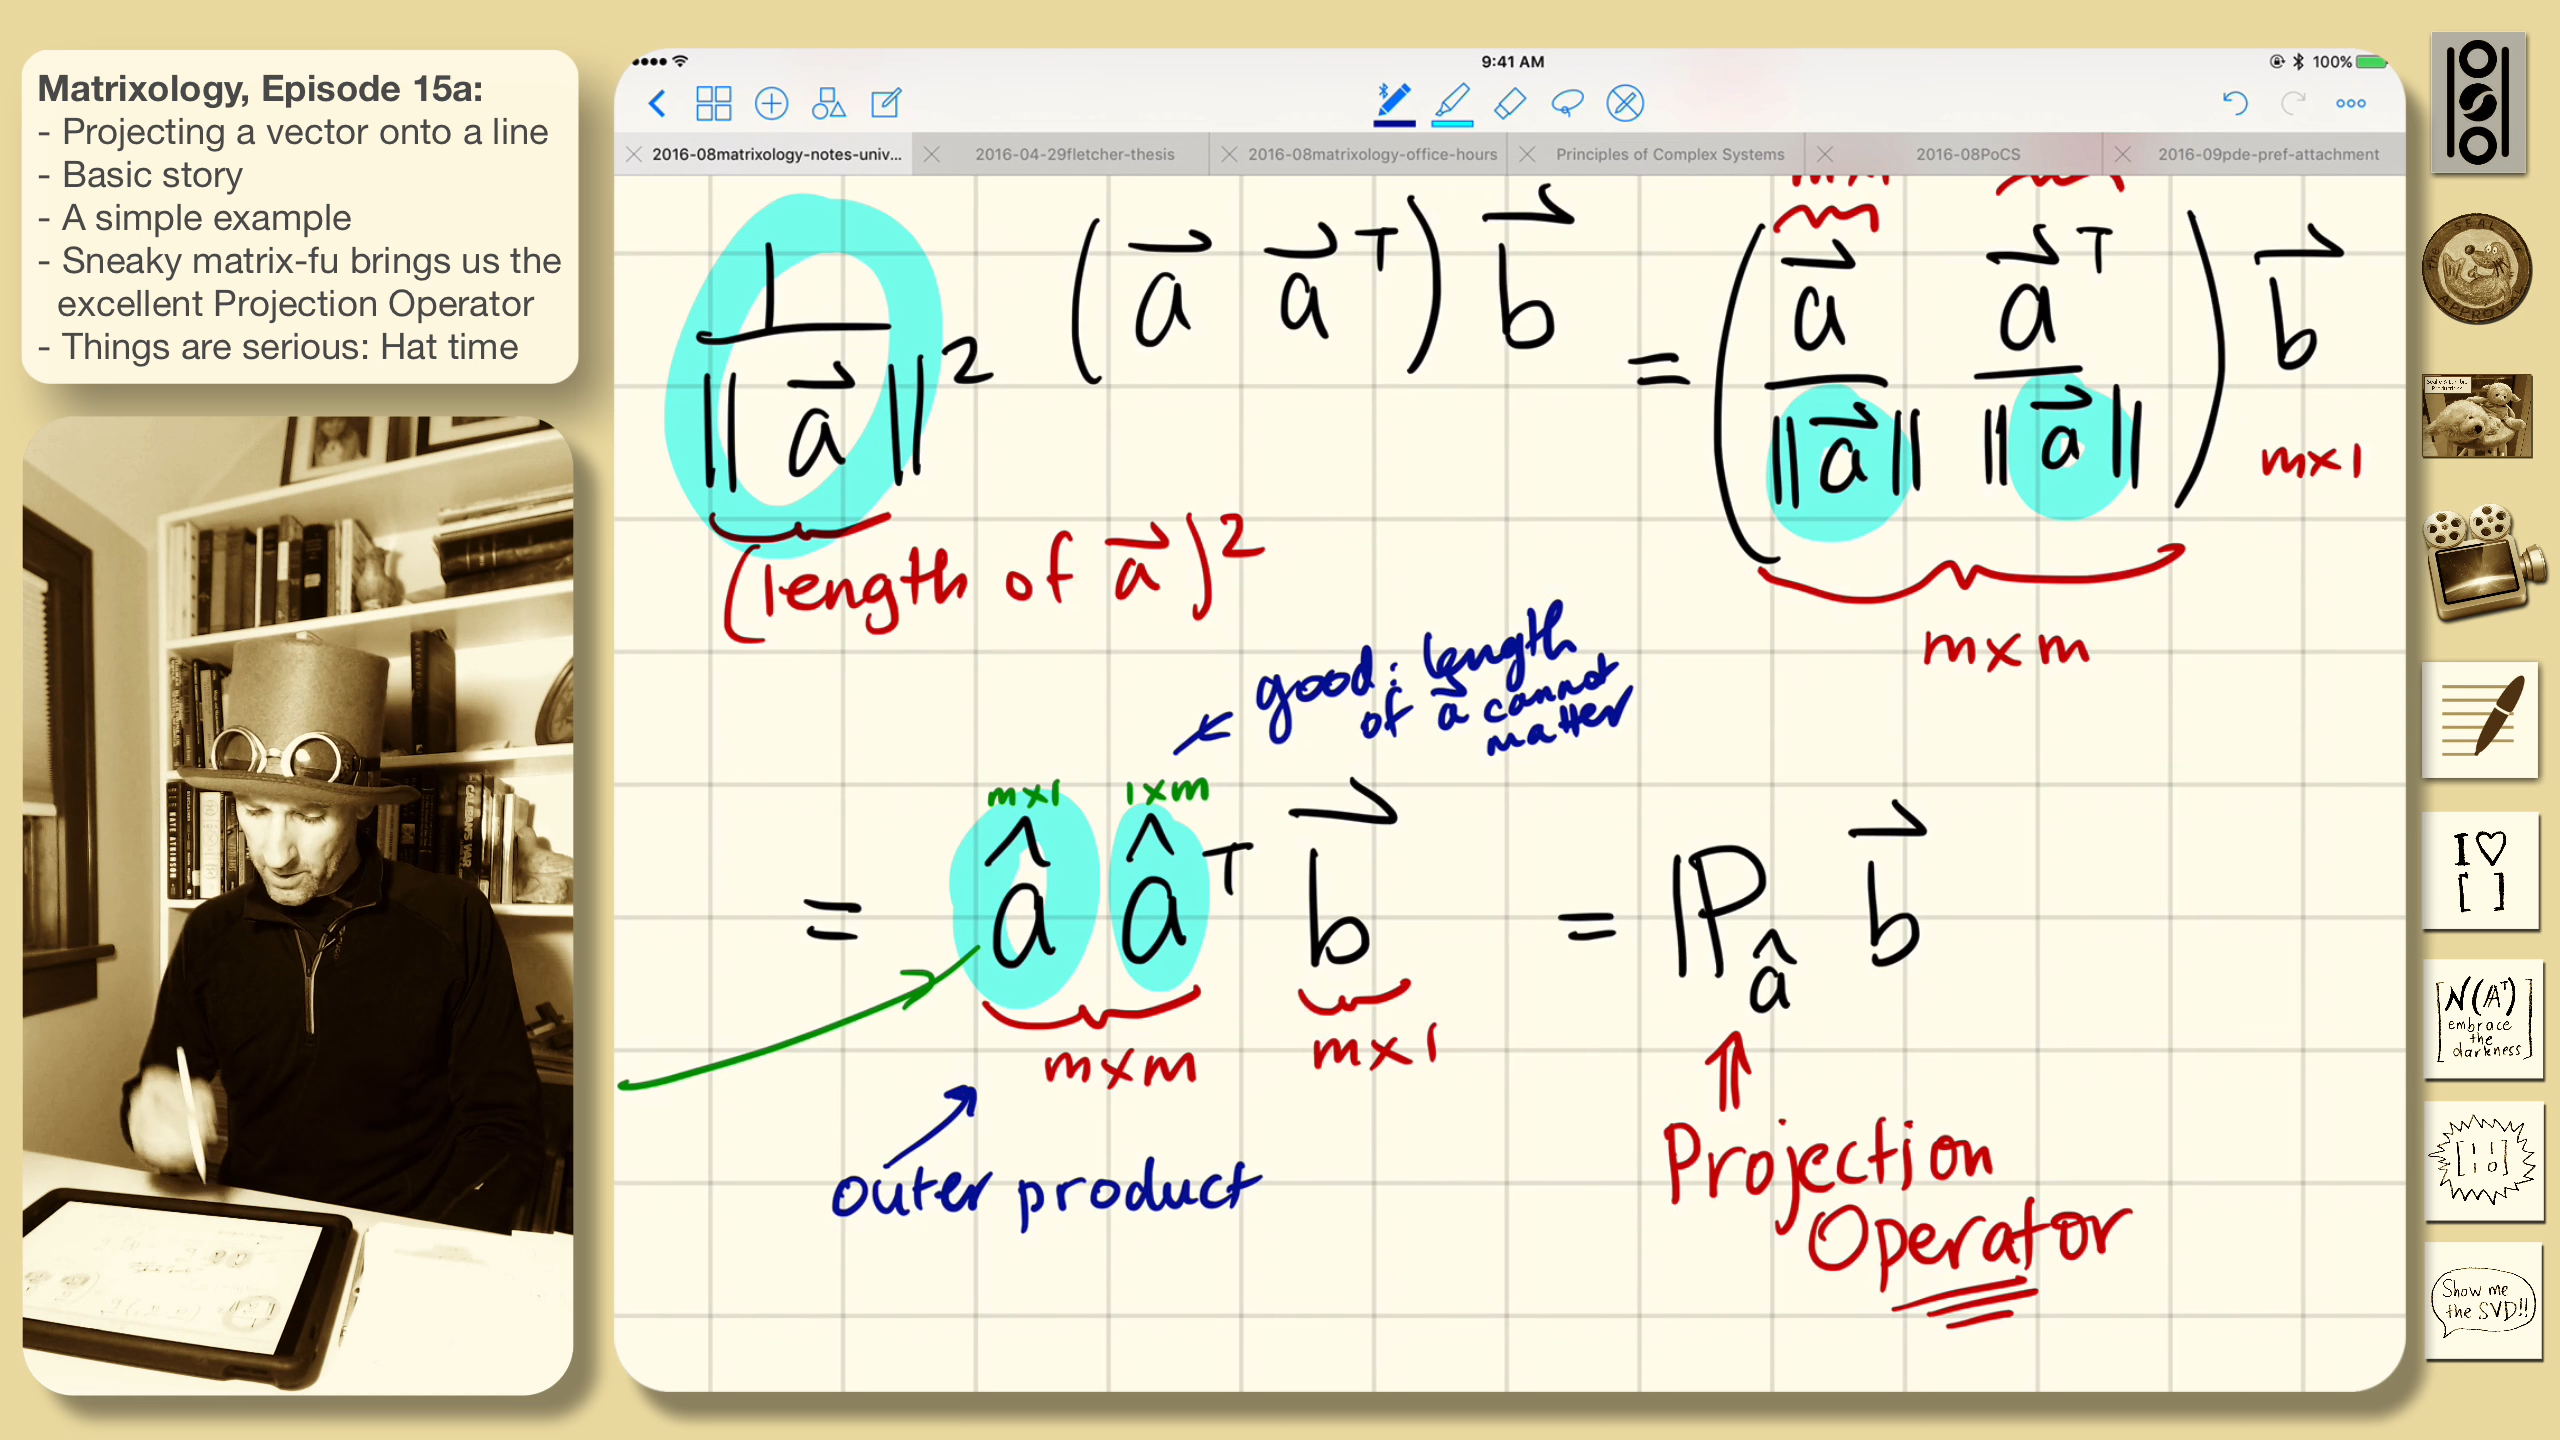 Matrixology, Episode 15a:
- Projecting a vector onto a line
- Basic story
- A simple example
- Sneaky matrix-fu brings us the
excellent Projection Operator
- Things are serious: Hat time
9:41 AM
100%
2016-08matrixology-notes-univ...
2016-04-29fletcher-thesis
2016-08matrixology-office-hours
Principles of Complex Systems
2016-08PoCS
2016-09pde-pref-attachment
1/‖a⃗‖² (a⃗ a⃗ᵀ) b⃗ = (a⃗/‖a⃗‖ a⃗ᵀ/‖a⃗‖) b⃗
m×1
(length of a⃗)²
m×m
good: length
of a⃗ cannot
matter
m×1 1×m
= â âᵀ b⃗ = ℙ_â b⃗
m×m m×1
outer product
Projection
Operator
APPROVAL
I ♡
[ ]
N(Aᵀ)
embrace
the
darkness
Show me
the SVD!!